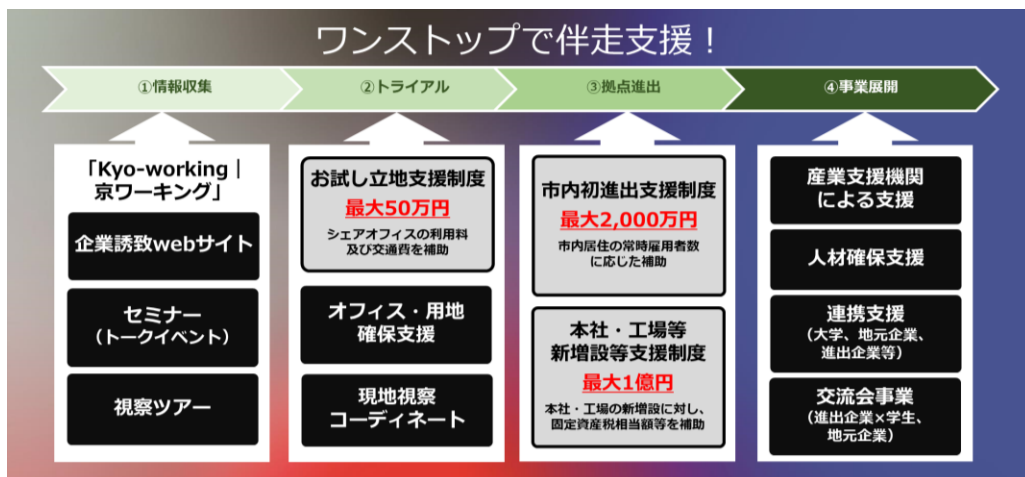 ワンストップで伴走支援！
①情報収集
②トライアル
③拠点進出
④事業展開
「Kyo-working｜
京ワーキング」
企業誘致webサイト
セミナー
（トークイベント）
視察ツアー
お試し立地支援制度
最大50万円
シェアオフィスの利用料
及び交通費を補助
オフィス・用地
確保支援
現地視察
コーディネート
市内初進出支援制度
最大2,000万円
市内居住の常時雇用者数
に応じた補助
本社・工場等
新増設等支援制度
最大1億円
本社・工場の新増設に対し、
固定資産税相当額等を補助
産業支援機関
による支援
人材確保支援
連携支援
（大学、地元企業、
進出企業等）
交流会事業
（進出企業×学生、
地元企業）